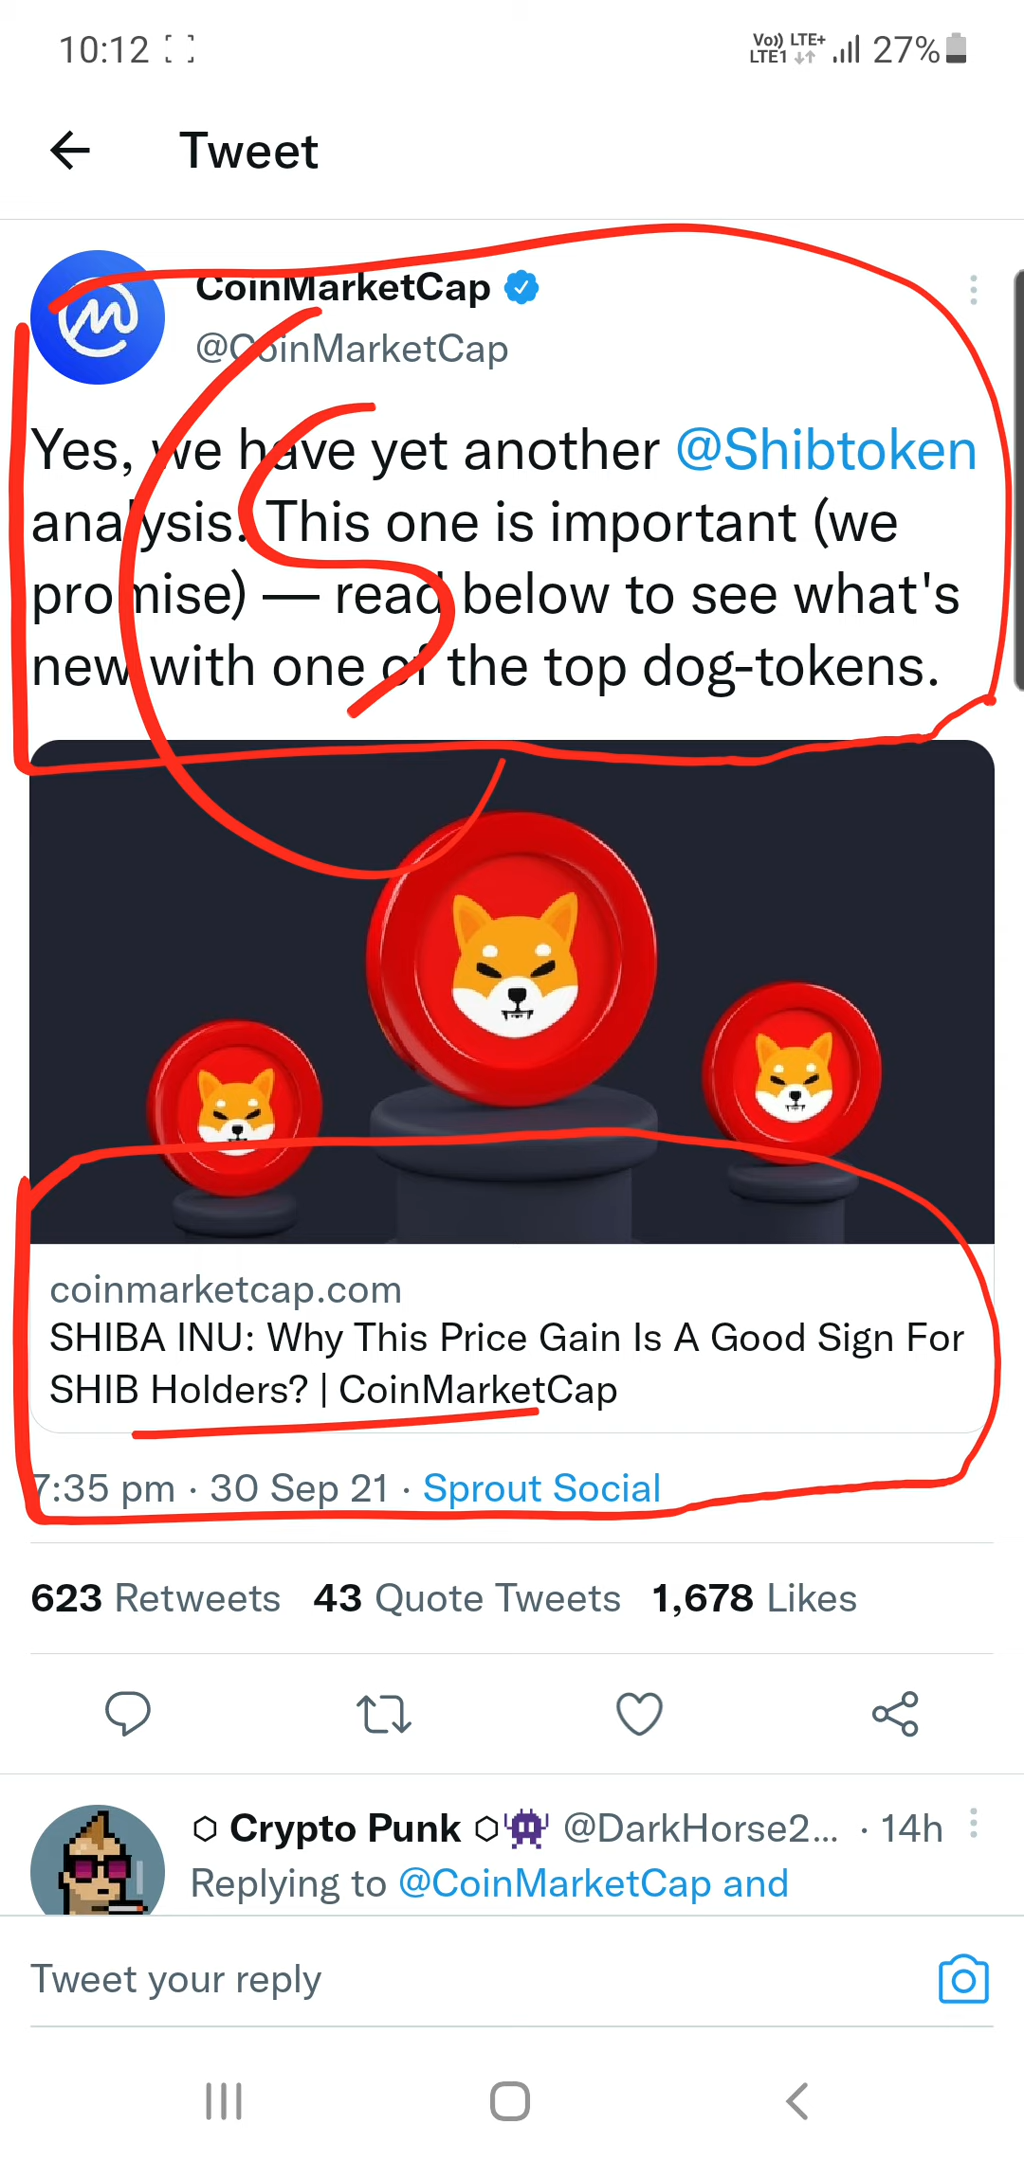 10:12
Vo)) LTE+
LTE1
27%
Tweet
CoinMarketCap
@CoinMarketCap
Yes, we have yet another @Shibtoken
analysis. This one is important (we
promise) — read below to see what's
new with one of the top dog-tokens.
coinmarketcap.com
SHIBA INU: Why This Price Gain Is A Good Sign For
SHIB Holders? | CoinMarketCap
7:35 pm · 30 Sep 21 · Sprout Social
623 Retweets 43 Quote Tweets 1,678 Likes
Crypto Punk @DarkHorse2... · 14h
Replying to @CoinMarketCap and
Tweet your reply